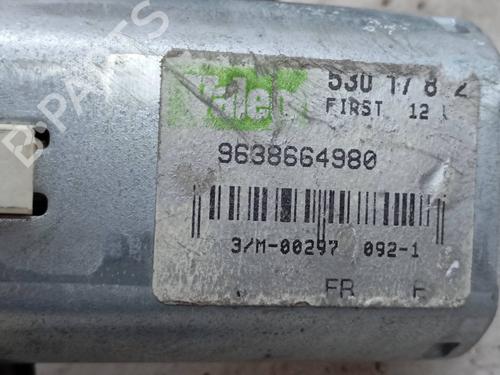 Valeo
530 17 8 2
FIRST 12
9638664980
3/M-00297 092-1
FR
B-PARTS